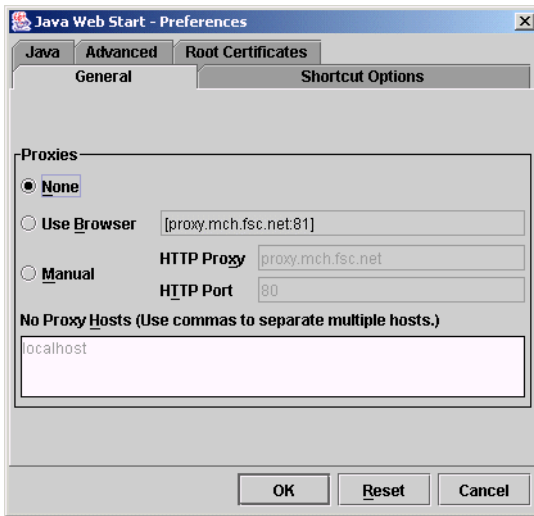 Java Web Start - Preferences
Java Advanced Root Certificates
General Shortcut Options
Proxies
None
Use Browser [proxy.mch.fsc.net:81]
HTTP Proxy proxy.mch.fsc.net
Manual
HTTP Port 80
No Proxy Hosts (Use commas to separate multiple hosts.)
localhost
OK Reset Cancel